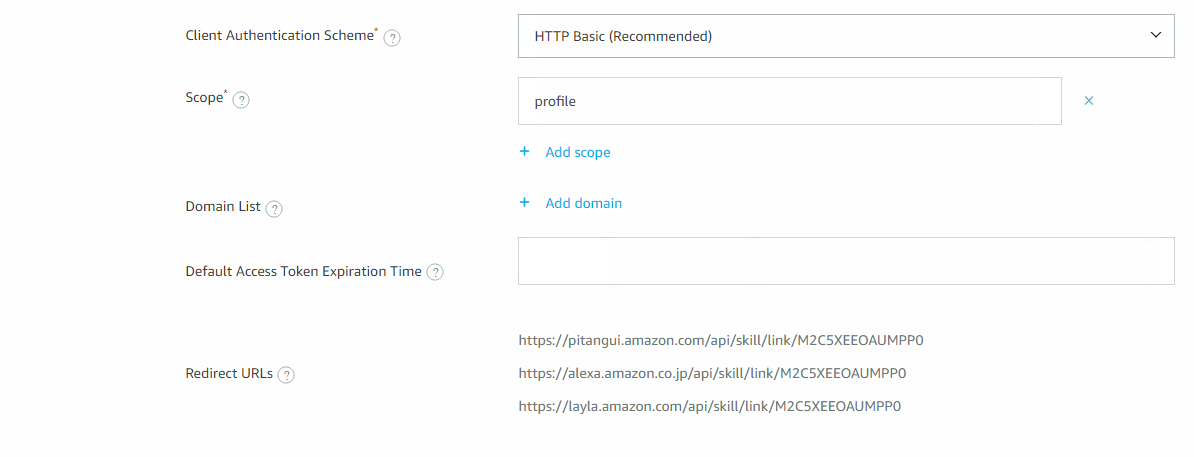 Client Authentication Scheme* ?
HTTP Basic (Recommended)
Scope* ?
profile
×
+ Add scope
Domain List ?
+ Add domain
Default Access Token Expiration Time ?
https://pitangui.amazon.com/api/skill/link/M2C5XEEOAUMPP0
Redirect URLs ?
https://alexa.amazon.co.jp/api/skill/link/M2C5XEEOAUMPP0
https://layla.amazon.com/api/skill/link/M2C5XEEOAUMPP0